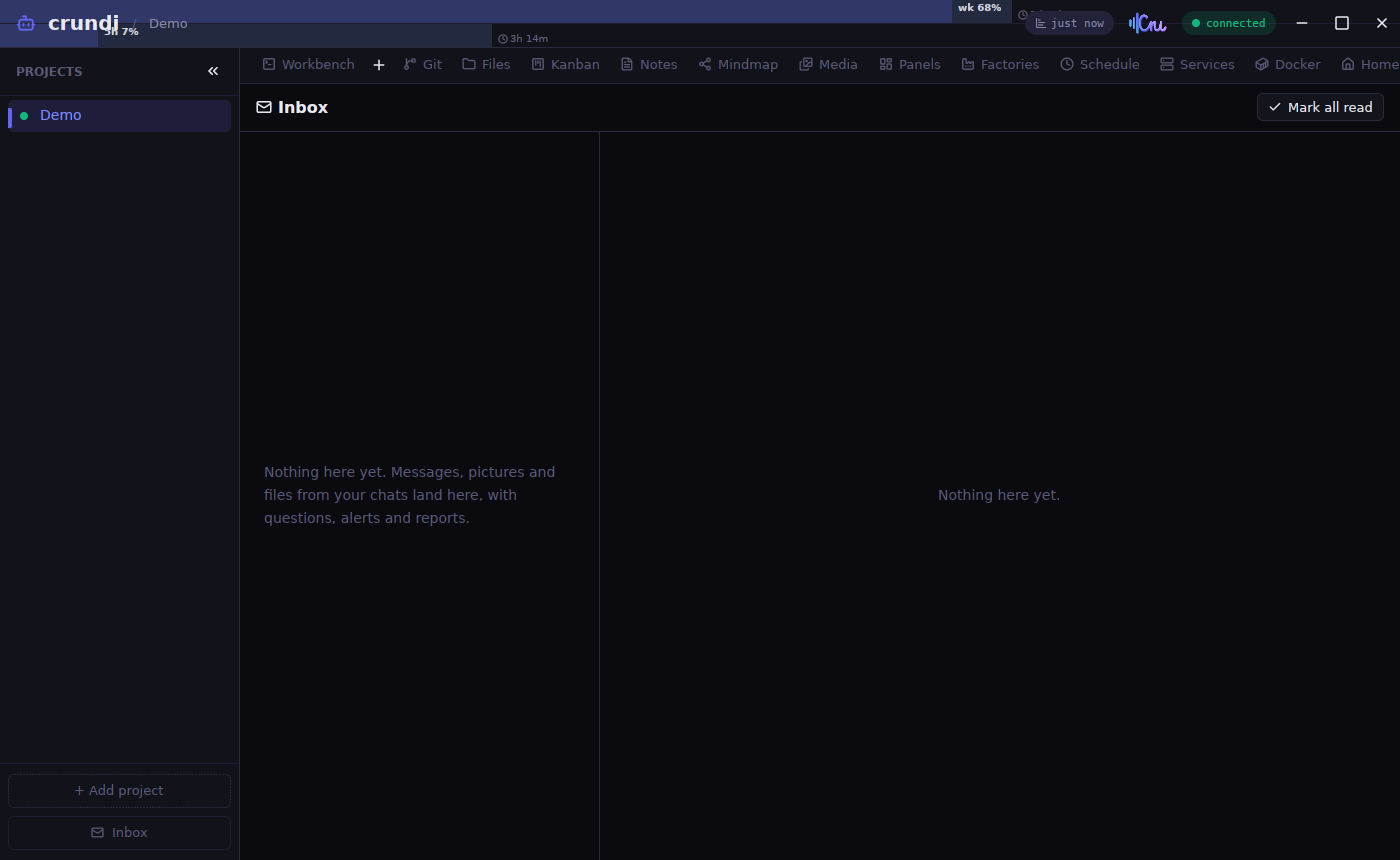 wk 68%
crundi / Demo
5h 7%
3h 14m
just now
Cru
connected
PROJECTS
Demo
+ Add project
Inbox
Workbench + Git Files Kanban Notes Mindmap Media Panels Factories Schedule Services Docker Home
Inbox
Mark all read
Nothing here yet. Messages, pictures and
files from your chats land here, with
questions, alerts and reports.
Nothing here yet.